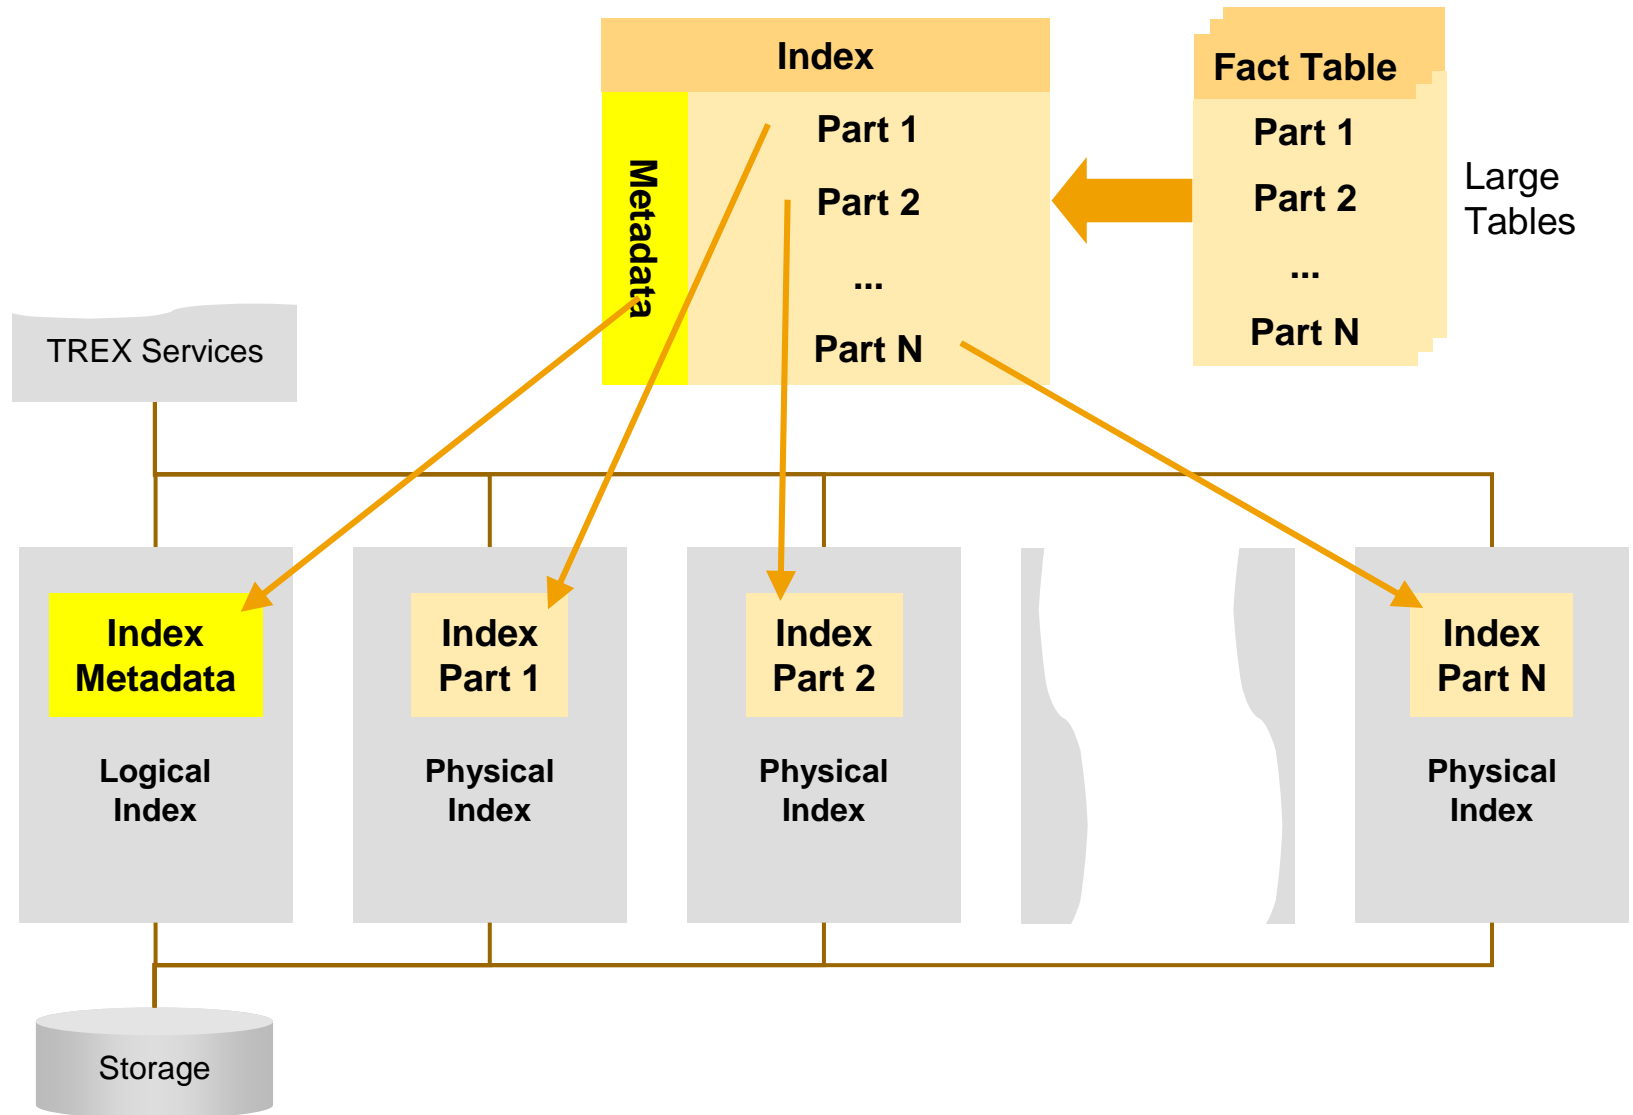 Index
Metadata
Part 1
Part 2
...
Part N
Fact Table
Part 1
Part 2
...
Part N
Large
Tables
TREX Services
Index
Metadata
Logical
Index
Index
Part 1
Physical
Index
Index
Part 2
Physical
Index
Index
Part N
Physical
Index
Storage